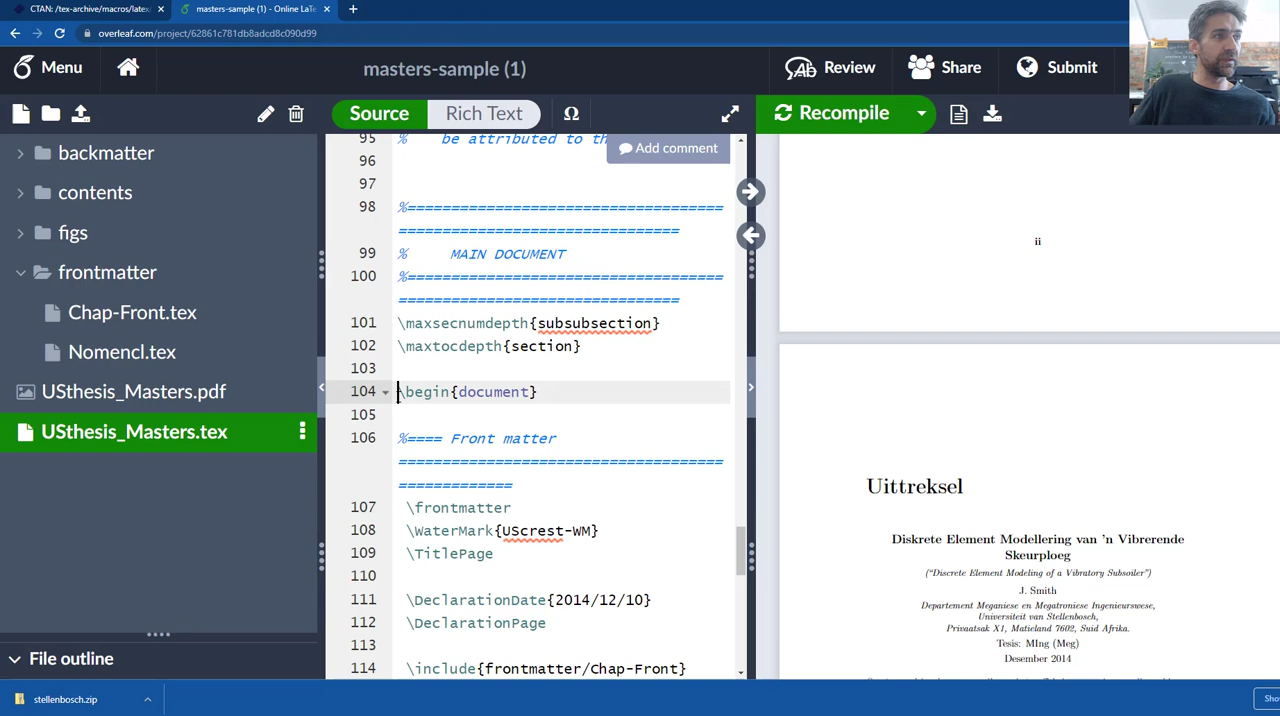 CTAN: /tex-archive/macros/latex
masters-sample (1) - Online LaTe
overleaf.com/project/62861c781db8adcd8c090d99
Menu
masters-sample (1)
Review
Share
Submit
Source
Rich Text
Ω
Recompile
backmatter
contents
figs
frontmatter
Chap-Front.tex
Nomencl.tex
USthesis_Masters.pdf
USthesis_Masters.tex
File outline
95 % be attributed to th
Add comment
96
97
98 %====================================
================================
99 % MAIN DOCUMENT
100 %====================================
================================
101 \maxsecnumdepth{subsubsection}
102 \maxtocdepth{section}
103
104 \begin{document}
105
106 %==== Front matter
=====================================
=============
107 \frontmatter
108 \WaterMark{UScrest-WM}
109 \TitlePage
110
111 \DeclarationDate{2014/12/10}
112 \DeclarationPage
113
114 \include{frontmatter/Chap-Front}
ii
Uittreksel
Diskrete Element Modellering van 'n Vibrerende
Skeurploeg
(“Discrete Element Modeling of a Vibratory Subsoiler”)
J. Smith
Departement Meganiese en Megatroniese Ingenieurswese,
Universiteit van Stellenbosch,
Privaatsak X1, Matieland 7602, Suid Afrika.
Tesis: MIng (Meg)
Desember 2014
stellenbosch.zip
Sho